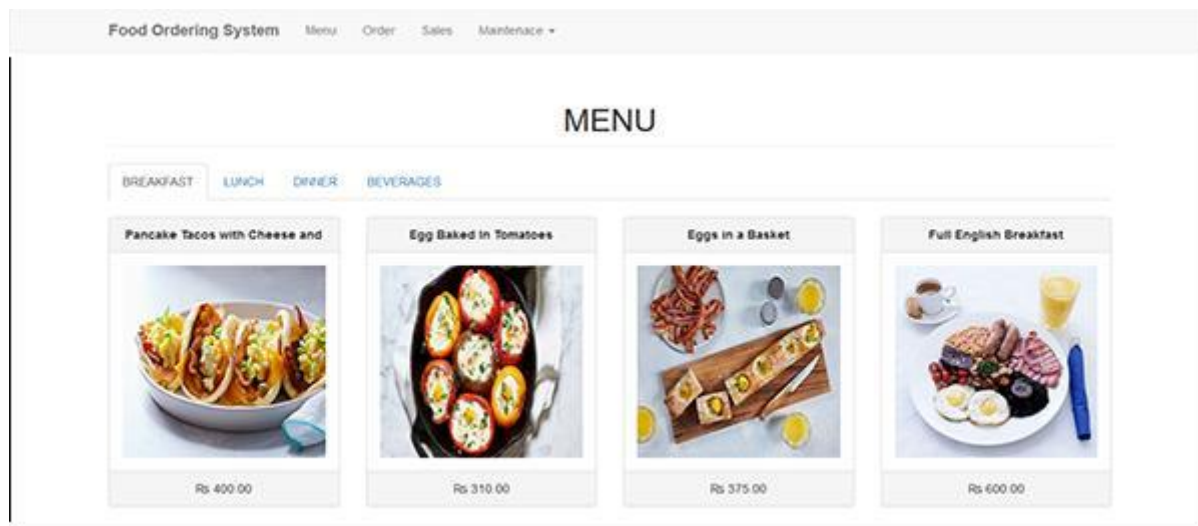 Food Ordering System Menu Order Sales Maintenace
MENU
BREAKFAST LUNCH DINNER BEVERAGES
Pancake Tacos with Cheese and
Egg Baked In Tomatoes
Eggs in a Basket
Full English Breakfast
Rs 400.00
Rs 310.00
Rs 375.00
Rs 600.00